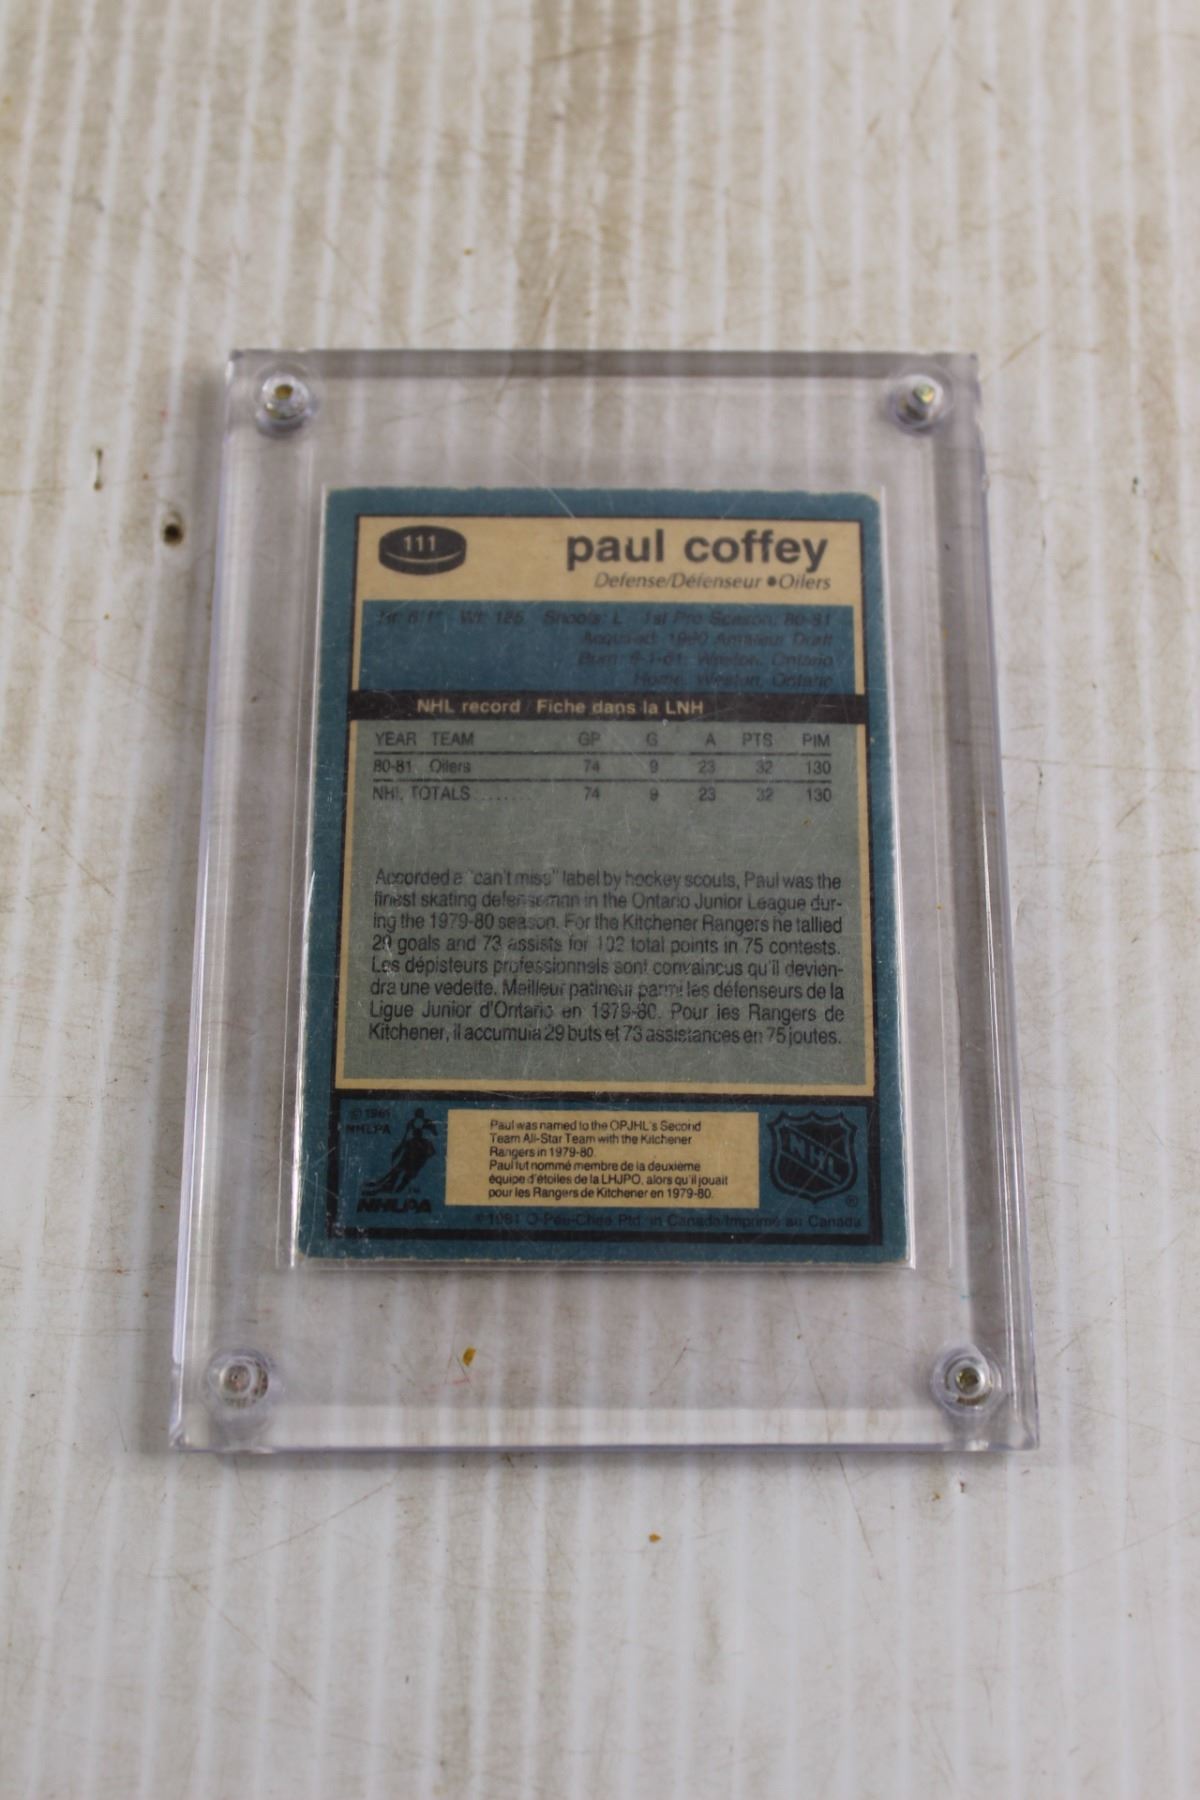 111
paul coffey
Defense/Défenseur ● Oilers
Ht: 6'1" Wt: 185 Shoots: L 1st Pro Season: 80-81
Acquired: 1980 Amateur Draft
Born: 6-1-61, Weston, Ontario
Home: Weston, Ontario
NHL record Fiche dans la LNH
YEAR TEAM GP G A PTS PIM
80-81 Oilers 74 9 23 32 130
NHL TOTALS ....... 74 9 23 32 130
Accorded a "can't miss" label by hockey scouts, Paul was the
finest skating defenseman in the Ontario Junior League dur-
ing the 1979-80 season. For the Kitchener Rangers he tallied
29 goals and 73 assists for 102 total points in 75 contests.
Les dépisteurs professionnels sont convaincus qu'il devien-
dra une vedette. Meilleur patineur parmi les défenseurs de la
Ligue Junior d'Ontario en 1979-80. Pour les Rangers de
Kitchener, il accumula 29 buts et 73 assistances en 75 joutes.
© 1981
NHLPA
NHLPA
Paul was named to the OPJHL's Second
Team All-Star Team with the Kitchener
Rangers in 1979-80.
Paul fut nommé membre de la deuxième
équipe d'étoiles de la LHJPO, alors qu'il jouait
pour les Rangers de Kitchener en 1979-80.
NHL
®
© 1981 O-Pee-Chee Ptd. in Canada/Imprimé au Canada